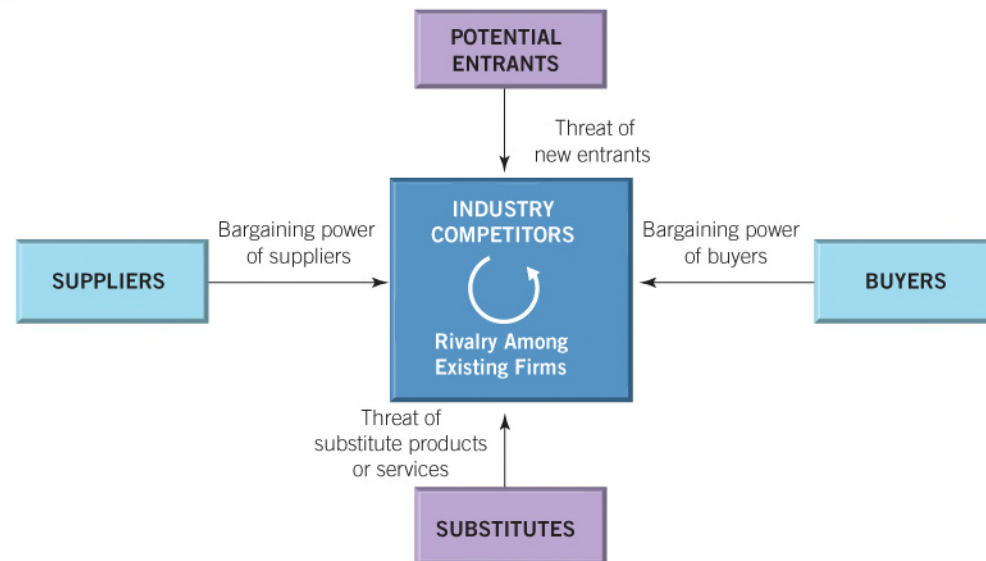 POTENTIAL
ENTRANTS
Threat of
new entrants
INDUSTRY
COMPETITORS
Bargaining power
of suppliers
Bargaining power
of buyers
SUPPLIERS
BUYERS
Rivalry Among
Existing Firms
Threat of
substitute products
or services
SUBSTITUTES